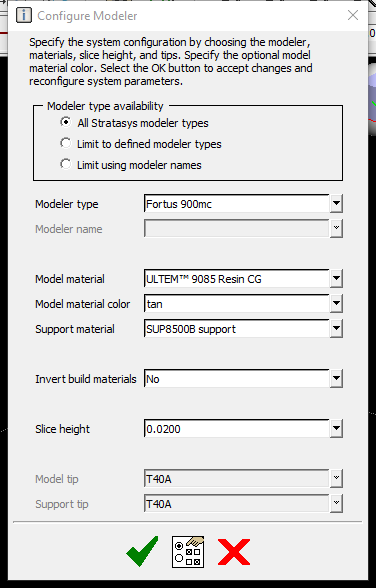 Configure Modeler
Specify the system configuration by choosing the modeler,
materials, slice height, and tips. Specify the optional model
material color. Select the OK button to accept changes and
reconfigure system parameters.
Modeler type availability
All Stratasys modeler types
Limit to defined modeler types
Limit using modeler names
Modeler type Fortus 900mc
Modeler name
Model material ULTEM™ 9085 Resin CG
Model material color tan
Support material SUP8500B support
Invert build materials No
Slice height 0.0200
Model tip T40A
Support tip T40A